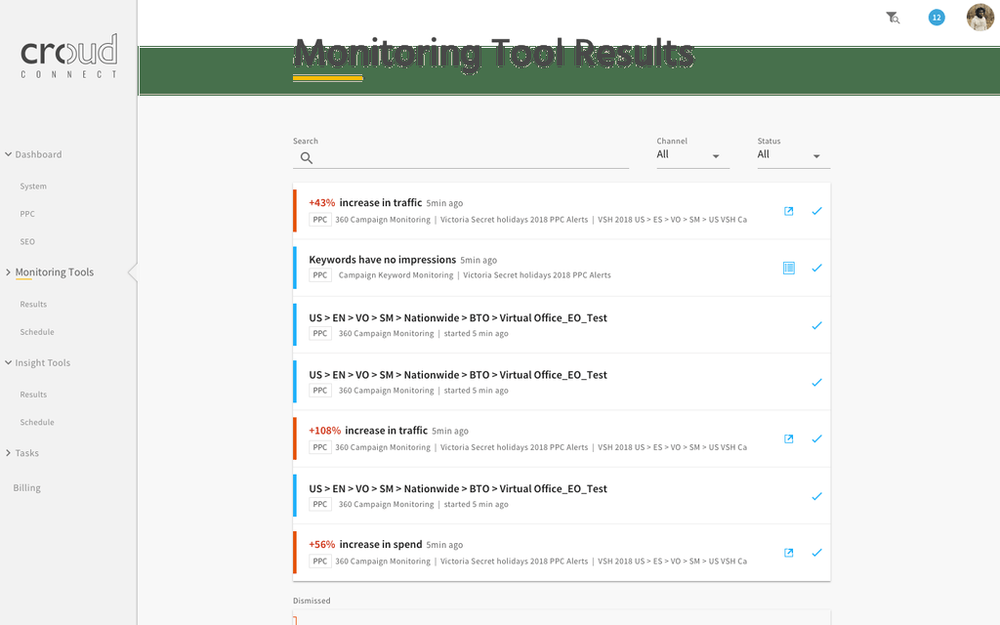 croud
CONNECT
12
Monitoring Tool Results
Dashboard
System
PPC
SEO
Monitoring Tools
Results
Schedule
Insight Tools
Results
Schedule
Tasks
Billing
Search
Channel
All
Status
All
+43% increase in traffic 5min ago
PPC 360 Campaign Monitoring | Victoria Secret holidays 2018 PPC Alerts | VSH 2018 US > ES > VO > SM > US VSH Ca
Keywords have no impressions 5min ago
PPC Campaign Keyword Monitoring | Victoria Secret holidays 2018 PPC Alerts
US > EN > VO > SM > Nationwide > BTO > Virtual Office_EO_Test
PPC 360 Campaign Monitoring | started 5 min ago
US > EN > VO > SM > Nationwide > BTO > Virtual Office_EO_Test
PPC 360 Campaign Monitoring | started 5 min ago
+108% increase in traffic 5min ago
PPC 360 Campaign Monitoring | Victoria Secret holidays 2018 PPC Alerts | VSH 2018 US > ES > VO > SM > US VSH Ca
US > EN > VO > SM > Nationwide > BTO > Virtual Office_EO_Test
PPC 360 Campaign Monitoring | started 5 min ago
+56% increase in spend 5min ago
PPC 360 Campaign Monitoring | Victoria Secret holidays 2018 PPC Alerts | VSH 2018 US > ES > VO > SM > US VSH Ca
Dismissed